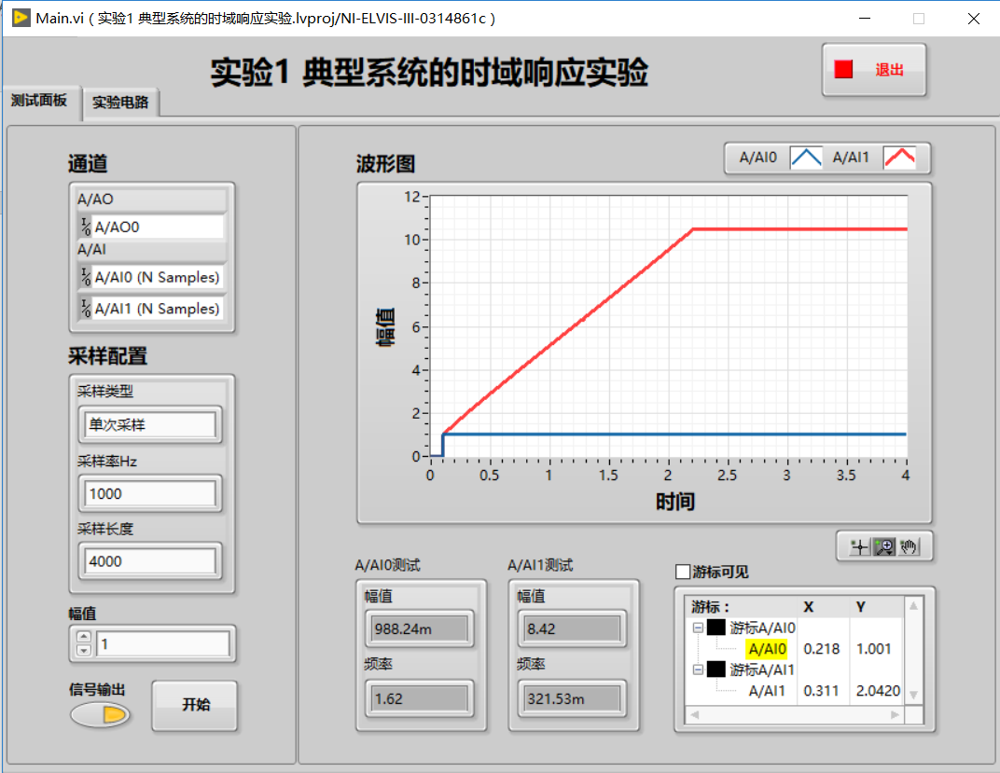 Main.vi ( 实验1 典型系统的时域响应实验.lvproj/NI-ELVIS-III-0314861c )
实验1 典型系统的时域响应实验
退出
测试面板
实验电路
通道
A/AO
A/AO0
A/AI
A/AI0 (N Samples)
A/AI1 (N Samples)
采样配置
采样类型
单次采样
采样率Hz
1000
采样长度
4000
幅值
1
信号输出
开始
波形图
A/AI0 A/AI1
12
10
8
6
4
2
0
幅值
0 0.5 1 1.5 2 2.5 3 3.5 4
时间
A/AI0测试
幅值
988.24m
频率
1.62
A/AI1测试
幅值
8.42
频率
321.53m
游标可见
游标： X Y
游标A/AI0
A/AI0 0.218 1.001
游标A/AI1
A/AI1 0.311 2.0420